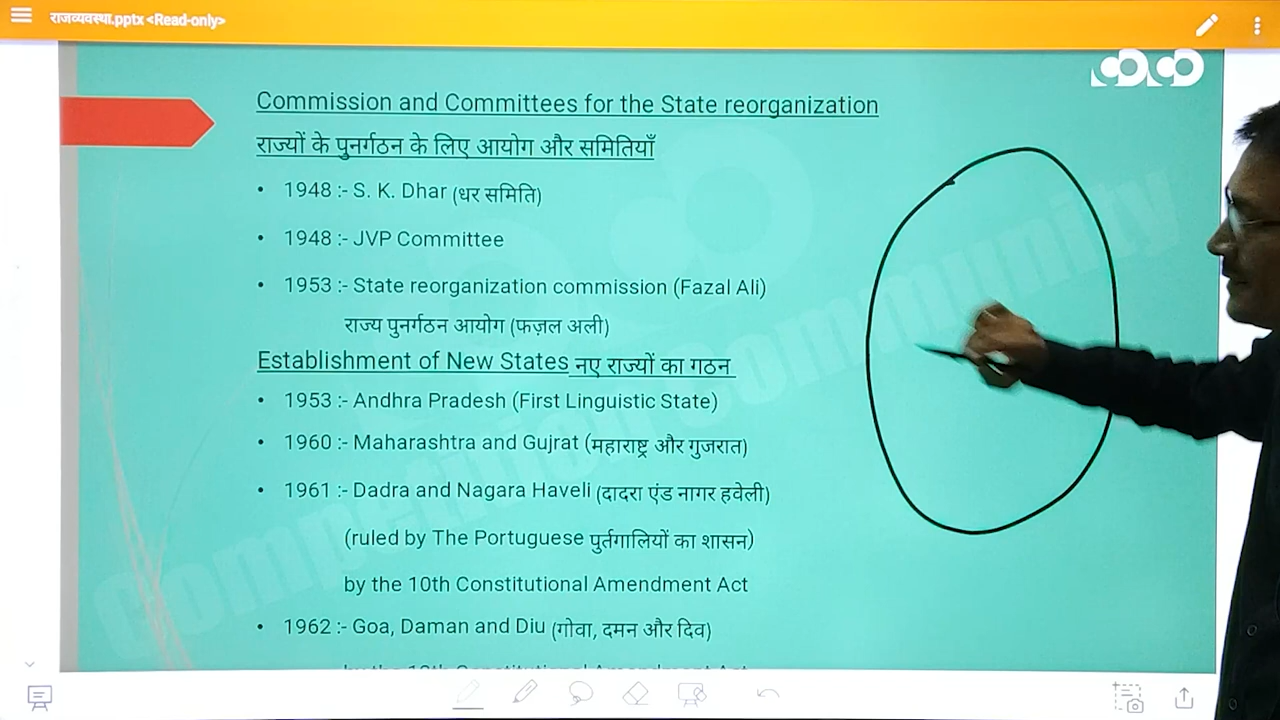 राजव्यवस्था.pptx <Read-only>
Commission and Committees for the State reorganization
राज्यों के पुनर्गठन के लिए आयोग और समितियाँ
• 1948 :- S. K. Dhar (धर समिति)
• 1948 :- JVP Committee
• 1953 :- State reorganization commission (Fazal Ali)
राज्य पुनर्गठन आयोग (फज़ल अली)
Establishment of New States नए राज्यों का गठन
• 1953 :- Andhra Pradesh (First Linguistic State)
• 1960 :- Maharashtra and Gujrat (महाराष्ट्र और गुजरात)
• 1961 :- Dadra and Nagara Haveli (दादरा एंड नागर हवेली)
(ruled by The Portuguese पुर्तगालियों का शासन)
by the 10th Constitutional Amendment Act
• 1962 :- Goa, Daman and Diu (गोवा, दमन और दिव)
Competition Community